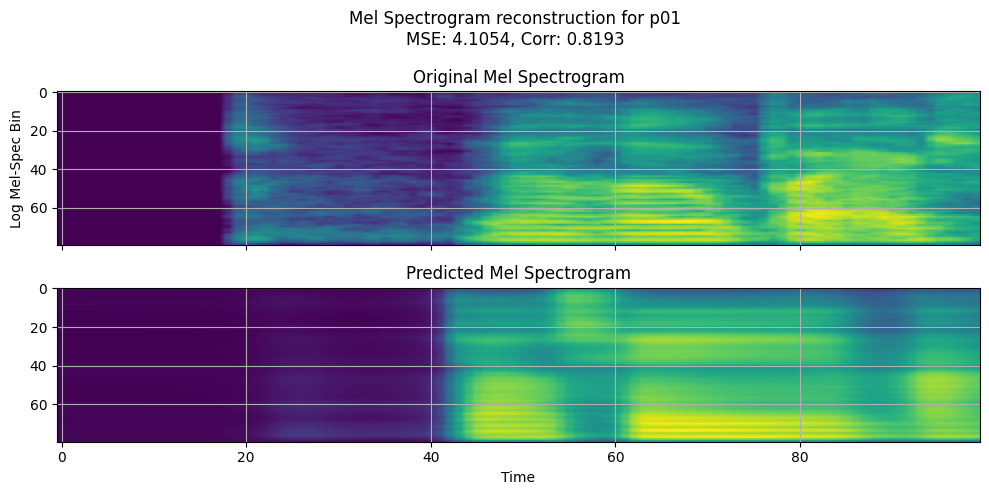 Mel Spectrogram reconstruction for p01
MSE: 4.1054, Corr: 0.8193
Original Mel Spectrogram
Log Mel-Spec Bin
0
20
40
60
Predicted Mel Spectrogram
0
20
40
60
0 20 40 60 80
Time